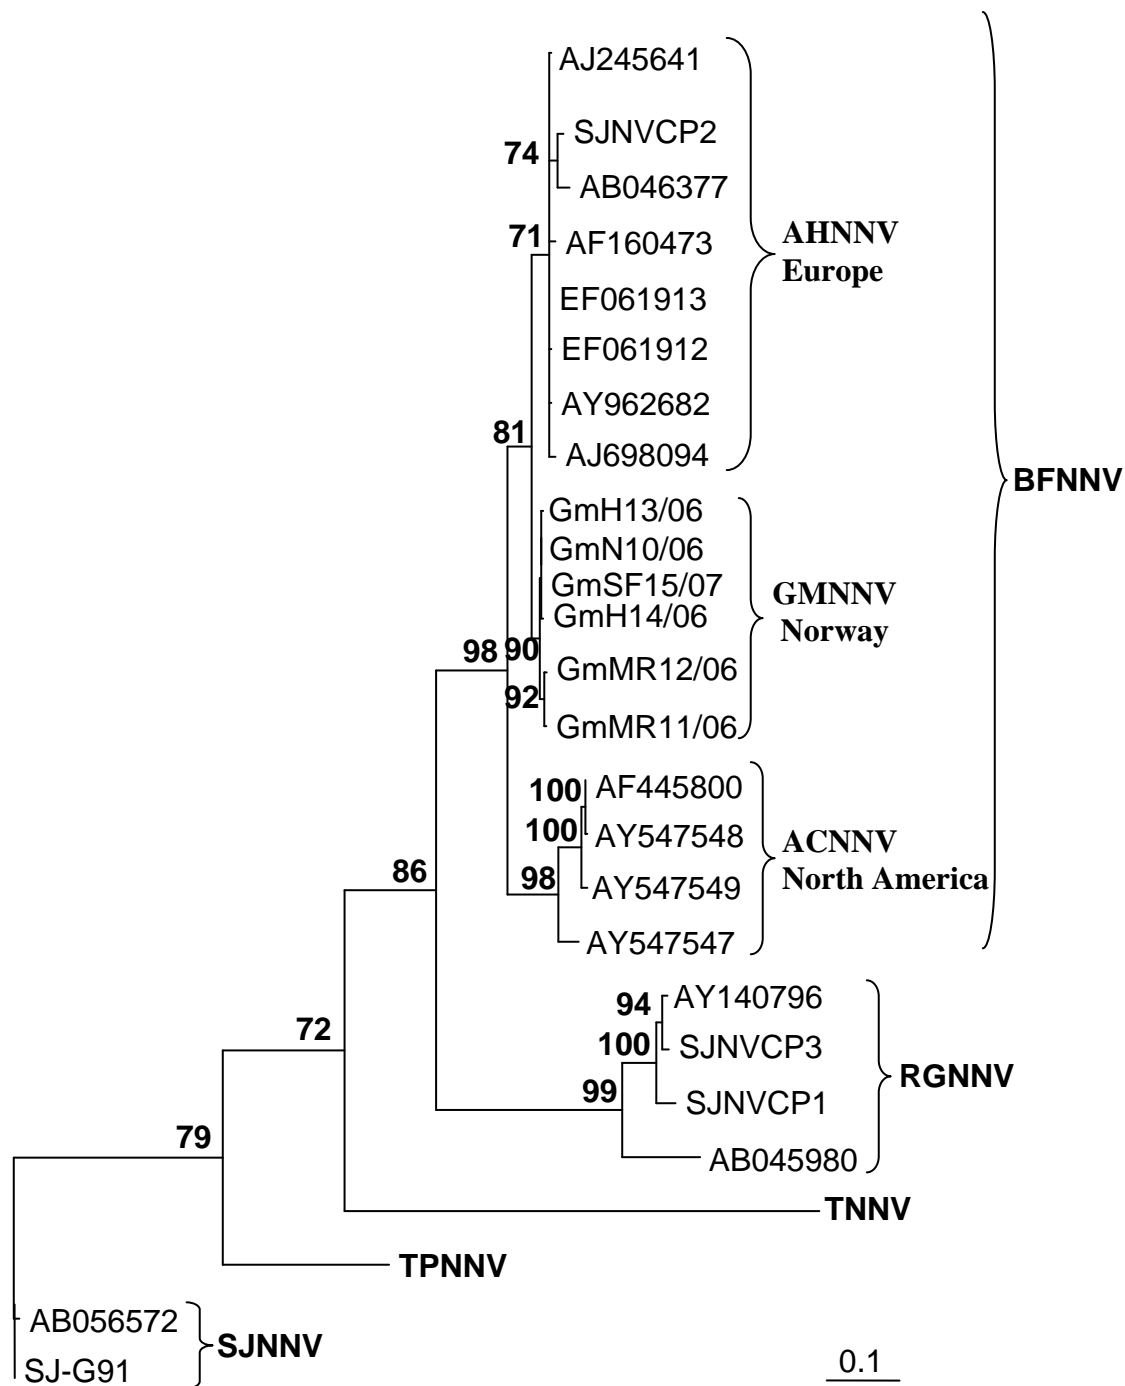 AJ245641
SJNVCP2
74
AB046377
71
AF160473
AHNNV
Europe
EF061913
EF061912
AY962682
81
AJ698094
BFNNV
GmH13/06
GmN10/06
GmSF15/07
GMNNV
GmH14/06
Norway
98
90
GmMR12/06
92
GmMR11/06
100
AF445800
100
AY547548
ACNNV
North America
86
98
AY547549
AY547547
94
AY140796
72
100
SJNVCP3
RGNNV
99
SJNVCP1
79
AB045980
TNNV
TPNNV
AB056572
SJNNV
SJ-G91
0.1